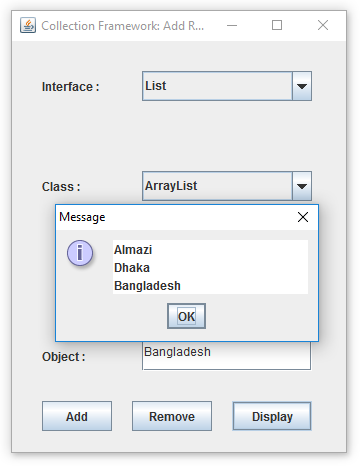 Collection Framework: Add R...
Interface :
List
Class :
ArrayList
Message
Almazi
Dhaka
Bangladesh
OK
Object :
Bangladesh
Add
Remove
Display